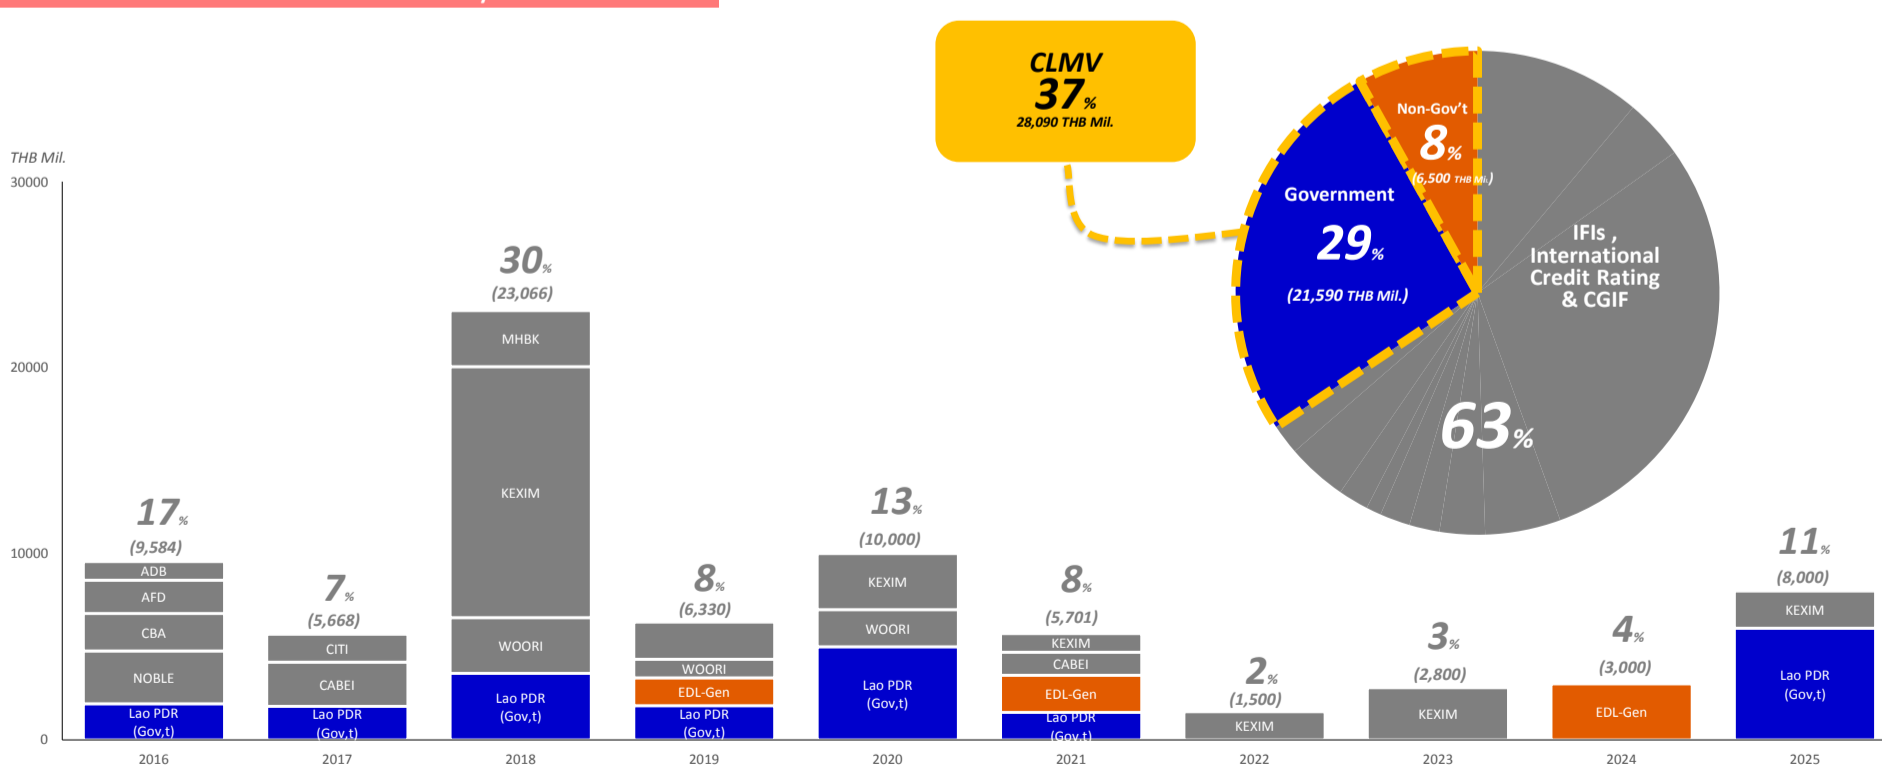 CLMV
37%
28,090 THB Mil.
Non-Gov't
8%
(6,500 THB Mil.)
Government
29%
(21,590 THB Mil.)
IFIs ,
International
Credit Rating
& CGIF
63%
THB Mil.
30000
20000
10000
0
17%
(9,584)
ADB
AFD
CBA
NOBLE
Lao PDR
(Gov,t)
2016
7%
(5,668)
CITI
CABEI
Lao PDR
(Gov,t)
2017
30%
(23,066)
MHBK
KEXIM
WOORI
Lao PDR
(Gov,t)
2018
8%
(6,330)
WOORI
EDL-Gen
Lao PDR
(Gov,t)
2019
13%
(10,000)
KEXIM
WOORI
Lao PDR
(Gov,t)
2020
8%
(5,701)
KEXIM
CABEI
EDL-Gen
Lao PDR
(Gov,t)
2021
2%
(1,500)
KEXIM
2022
3%
(2,800)
KEXIM
2023
4%
(3,000)
EDL-Gen
2024
11%
(8,000)
KEXIM
Lao PDR
(Gov,t)
2025